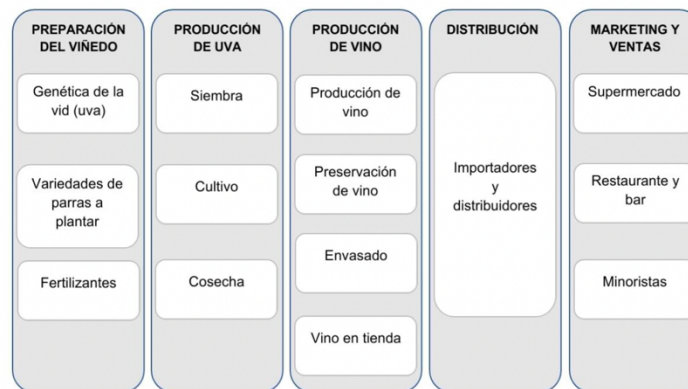 PREPARACIÓN
DEL VIÑEDO
Genética de la
vid (uva)
Variedades de
parras a
plantar
Fertilizantes
PRODUCCIÓN
DE UVA
Siembra
Cultivo
Cosecha
PRODUCCIÓN
DE VINO
Producción de
vino
Preservación
de vino
Envasado
Vino en tienda
DISTRIBUCIÓN
Importadores
y
distribuidores
MARKETING Y
VENTAS
Supermercado
Restaurante y
bar
Minoristas